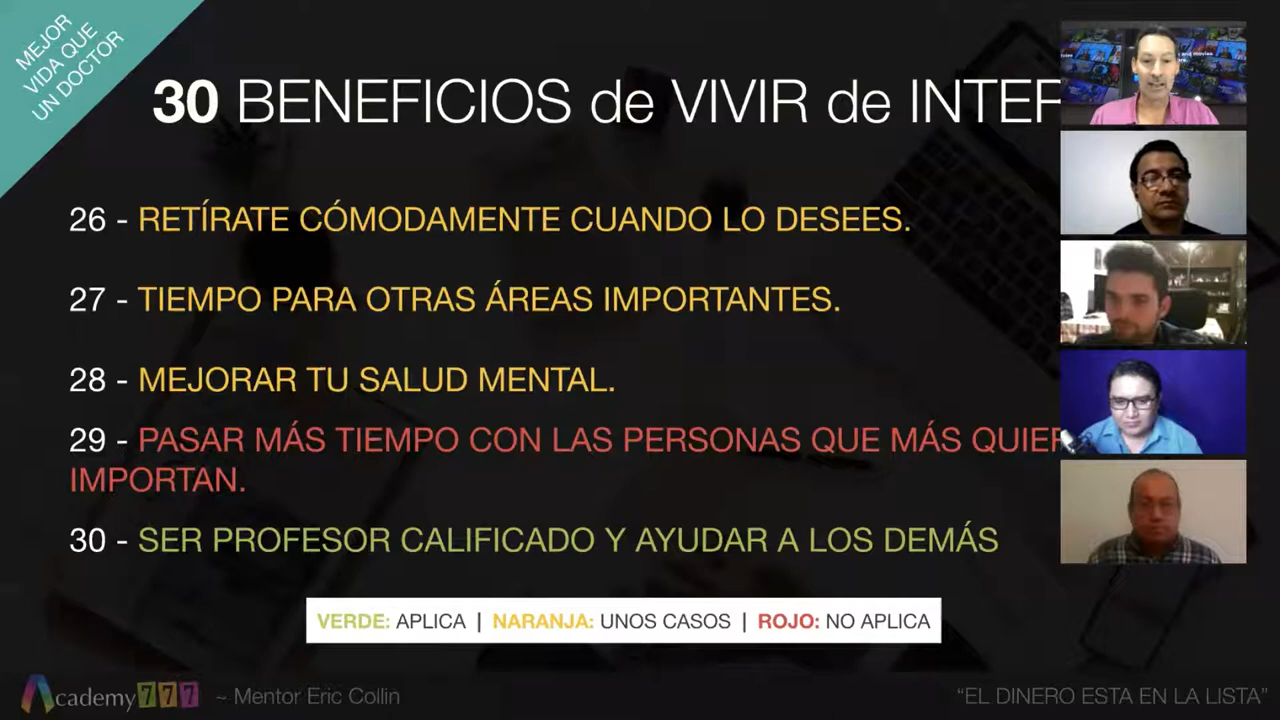 MEJOR
VIDA QUE
UN DOCTOR
30 BENEFICIOS de VIVIR de INTER
26 - RETÍRATE CÓMODAMENTE CUANDO LO DESEES.
27 - TIEMPO PARA OTRAS ÁREAS IMPORTANTES.
28 - MEJORAR TU SALUD MENTAL.
29 - PASAR MÁS TIEMPO CON LAS PERSONAS QUE MÁS QUIER
IMPORTAN.
30 - SER PROFESOR CALIFICADO Y AYUDAR A LOS DEMÁS
VERDE: APLICA | NARANJA: UNOS CASOS | ROJO: NO APLICA
Academy777 ~ Mentor Eric Collin
“EL DINERO ESTA EN LA LISTA”